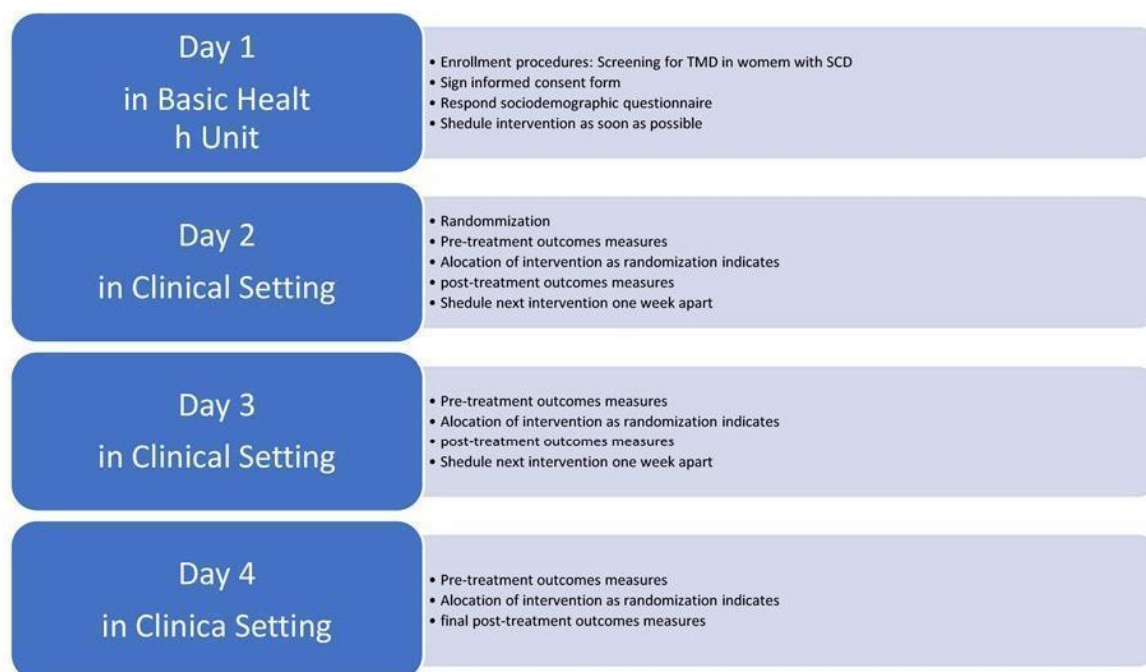 Day 1
in Basic Healt
h Unit
• Enrollment procedures: Screening for TMD in womem with SCD
• Sign informed consent form
• Respond sociodemographic questionnaire
• Shedule intervention as soon as possible
Day 2
in Clinical Setting
• Randommization
• Pre-treatment outcomes measures
• Alocation of intervention as randomization indicates
• post-treatment outcomes measures
• Shedule next intervention one week apart
Day 3
in Clinical Setting
• Pre-treatment outcomes measures
• Alocation of intervention as randomization indicates
• post-treatment outcomes measures
• Shedule next intervention one week apart
Day 4
in Clinica Setting
• Pre-treatment outcomes measures
• Alocation of intervention as randomization indicates
• final post-treatment outcomes measures